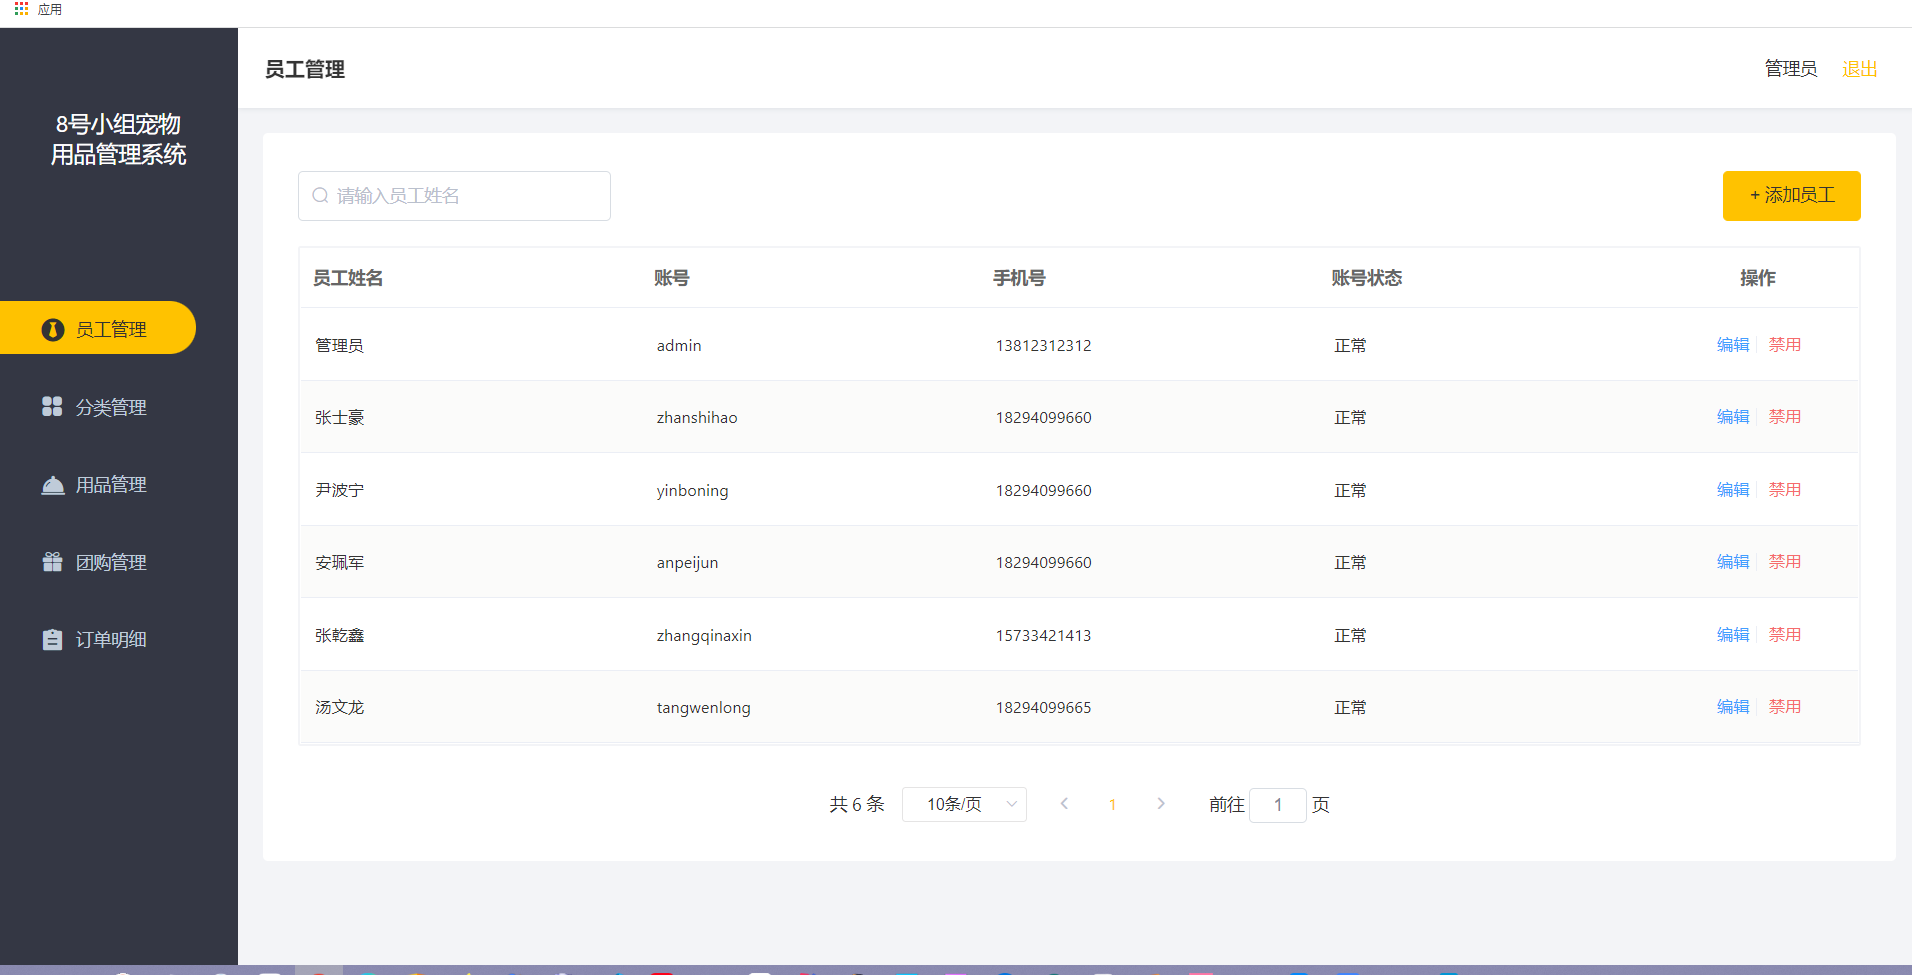 应用
8号小组宠物
用品管理系统
员工管理
分类管理
用品管理
团购管理
订单明细
员工管理 管理员 退出
请输入员工姓名 + 添加员工
员工姓名 账号 手机号 账号状态 操作
管理员 admin 13812312312 正常 编辑 禁用
张士豪 zhanshihao 18294099660 正常 编辑 禁用
尹波宁 yinboning 18294099660 正常 编辑 禁用
安珮军 anpeijun 18294099660 正常 编辑 禁用
张乾鑫 zhangqinaxin 15733421413 正常 编辑 禁用
汤文龙 tangwenlong 18294099665 正常 编辑 禁用
共 6 条 10条/页 1 前往 1 页